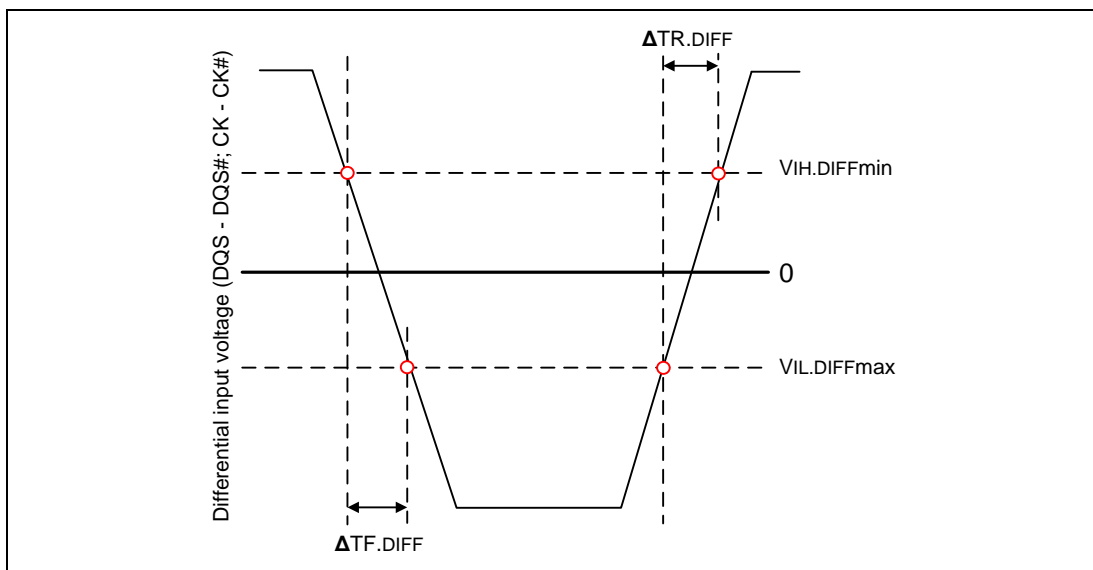 ΔTR.DIFF
Differential input voltage (DQS - DQS#; CK - CK#)
VIH.DIFFmin
0
VIL.DIFFmax
ΔTF.DIFF